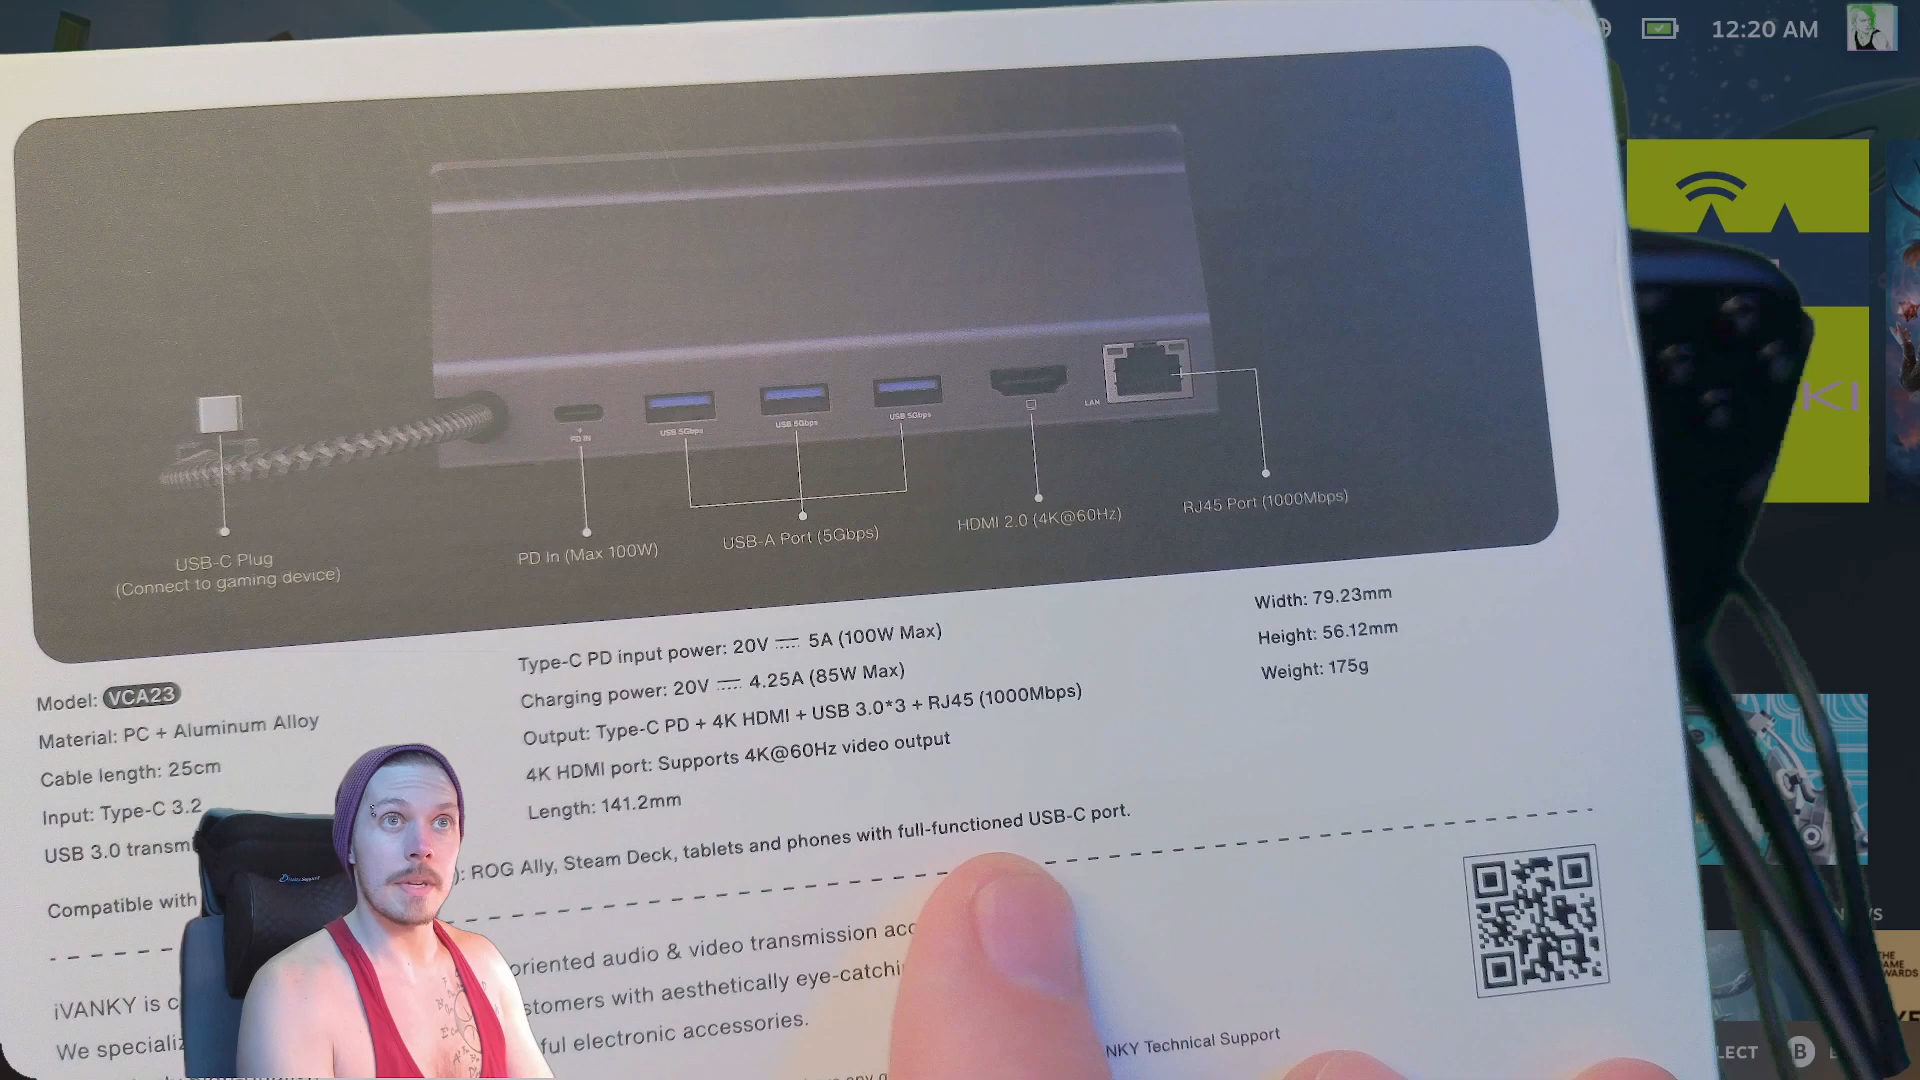 12:20 AM
PD IN
USB 5Gbps
USB 5Gbps
USB 5Gbps
LAN
USB-C Plug
(Connect to gaming device)
PD In (Max 100W)
USB-A Port (5Gbps)
HDMI 2.0 (4K@60Hz)
RJ45 Port (1000Mbps)
Model: VCA23
Material: PC + Aluminum Alloy
Cable length: 25cm
Input: Type-C 3.2
USB 3.0 transmi
Type-C PD input power: 20V ⎓ 5A (100W Max)
Charging power: 20V ⎓ 4.25A (85W Max)
Output: Type-C PD + 4K HDMI + USB 3.0*3 + RJ45 (1000Mbps)
4K HDMI port: Supports 4K@60Hz video output
Length: 141.2mm
Width: 79.23mm
Height: 56.12mm
Weight: 175g
Compatible with ): ROG Ally, Steam Deck, tablets and phones with full-functioned USB-C port.
iVANKY is c oriented audio & video transmission acc
We specializ stomers with aesthetically eye-catchi
ful electronic accessories.
NKY Technical Support
KI
B